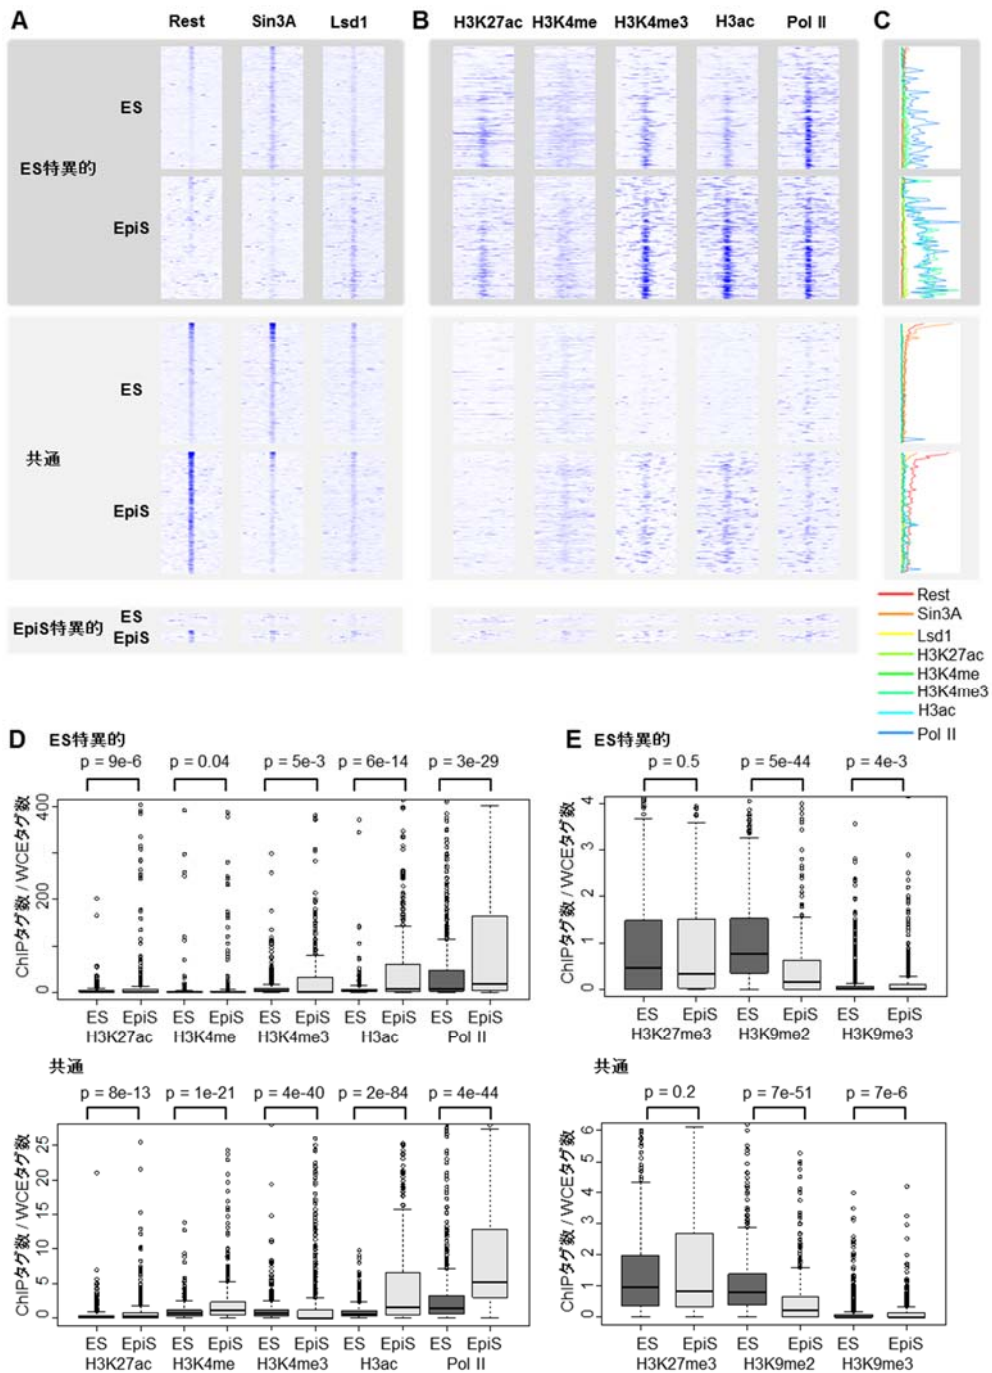 A
Rest Sin3A Lsd1
B
H3K27ac H3K4me H3K4me3 H3ac Pol II
C
ES特異的
ES
EpiS
共通
ES
EpiS
EpiS特異的
ES
EpiS
Rest
Sin3A
Lsd1
H3K27ac
H3K4me
H3K4me3
H3ac
Pol II
D ES特異的
p = 9e-6 p = 0.04 p = 5e-3 p = 6e-14 p = 3e-29
ChIPタグ数 / WCEタグ数
400
200
0
ES EpiS ES EpiS ES EpiS ES EpiS ES EpiS
H3K27ac H3K4me H3K4me3 H3ac Pol II
共通
p = 8e-13 p = 1e-21 p = 4e-40 p = 2e-84 p = 4e-44
ChIPタグ数 / WCEタグ数
25
15
10
5
0
ES EpiS ES EpiS ES EpiS ES EpiS ES EpiS
H3K27ac H3K4me H3K4me3 H3ac Pol II
E ES特異的
p = 0.5 p = 5e-44 p = 4e-3
ChIPタグ数 / WCEタグ数
4
3
2
1
0
ES EpiS ES EpiS ES EpiS
H3K27me3 H3K9me2 H3K9me3
共通
p = 0.2 p = 7e-51 p = 7e-6
ChIPタグ数 / WCEタグ数
6
5
4
3
2
1
0
ES EpiS ES EpiS ES EpiS
H3K27me3 H3K9me2 H3K9me3